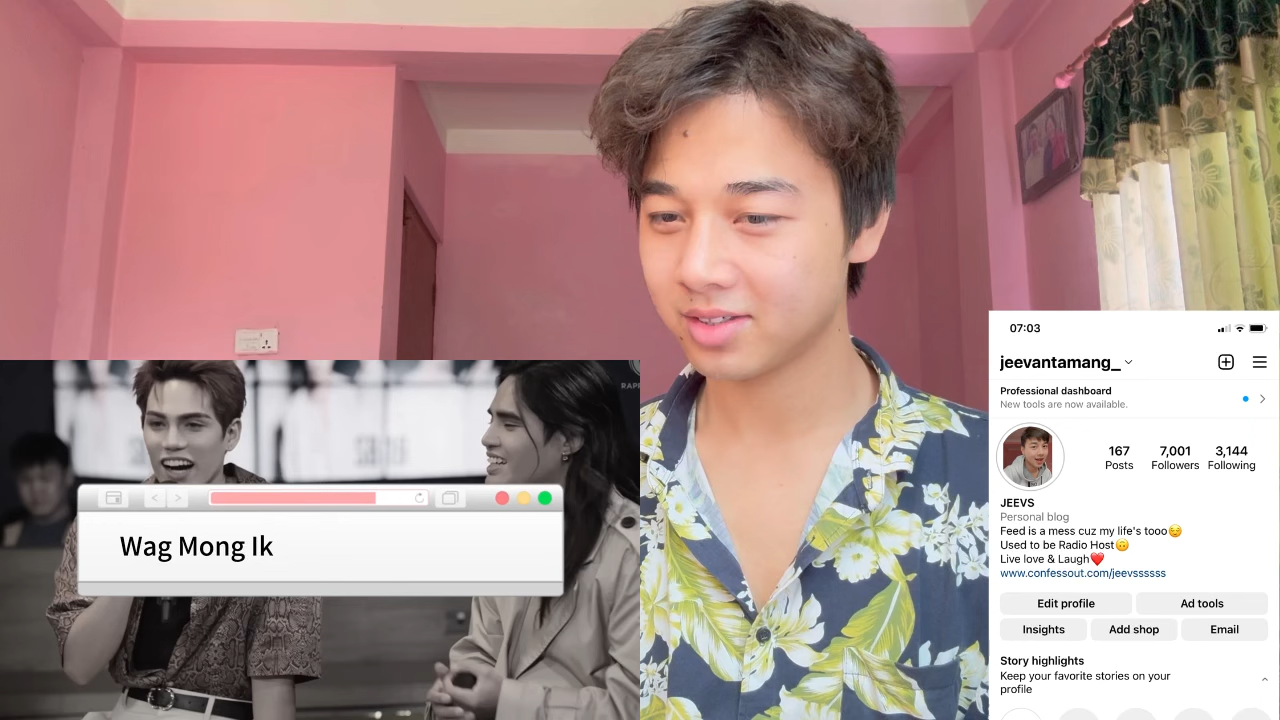 Wag Mong Ik
07:03
jeevantamang_
Professional dashboard
New tools are now available.
167
7,001
3,144
Posts
Followers
Following
JEEVS
Personal blog
Feed is a mess cuz my life's tooo😌
Used to be Radio Host🙃
Live love & Laugh❤️
www.confessout.com/jeevssssss
Edit profile
Ad tools
Insights
Add shop
Email
Story highlights
Keep your favorite stories on your
profile